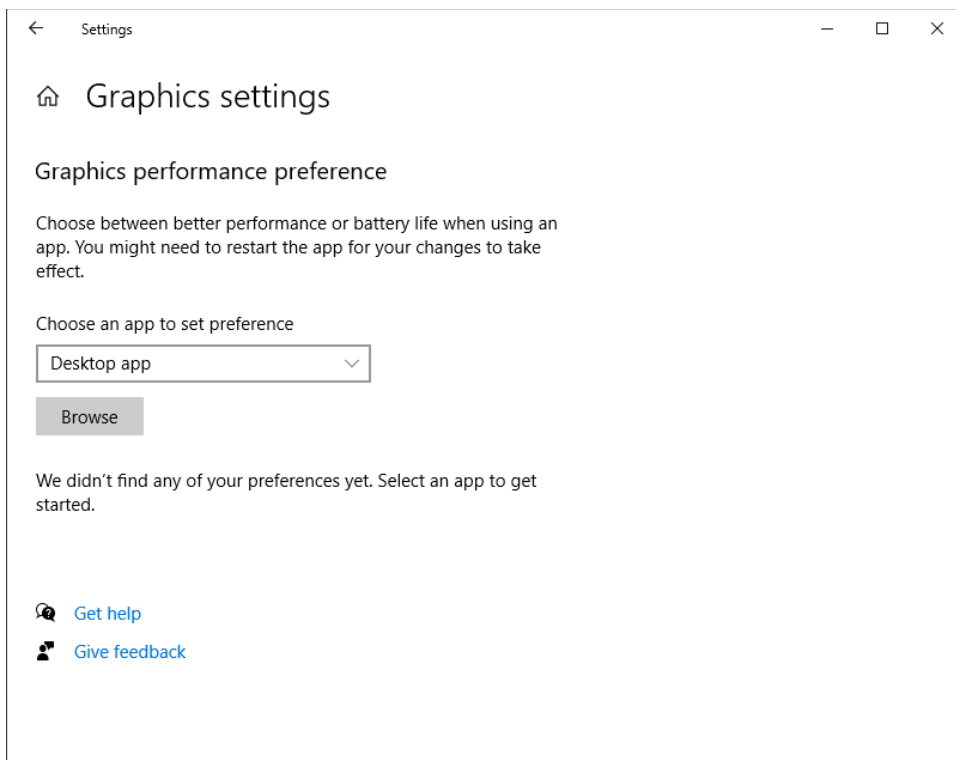 Settings
Graphics settings
Graphics performance preference
Choose between better performance or battery life when using an
app. You might need to restart the app for your changes to take
effect.
Choose an app to set preference
Desktop app
Browse
We didn't find any of your preferences yet. Select an app to get
started.
Get help
Give feedback